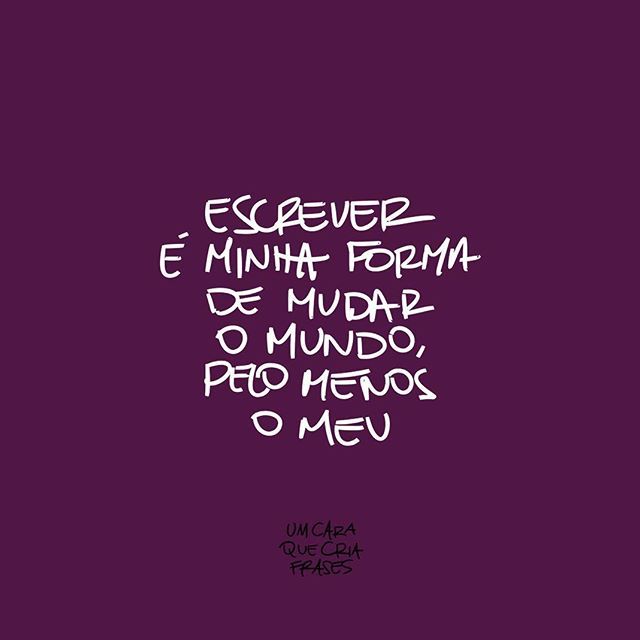 ESCREVER
É MINHA FORMA
DE MUDAR
O MUNDO,
PELO MENOS
O MEU
UM CARA
QUE CRIA
FRASES